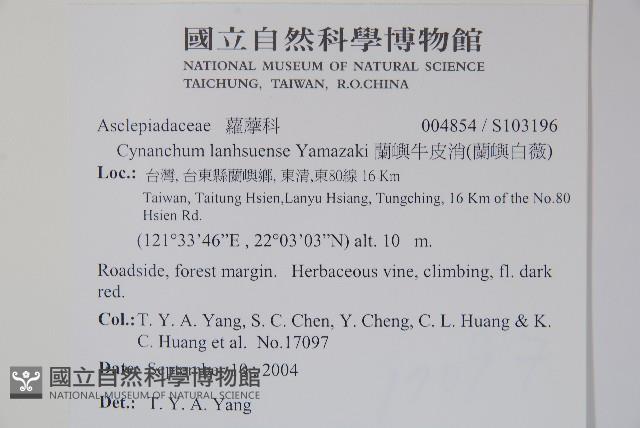 國立自然科學博物館
NATIONAL MUSEUM OF NATURAL SCIENCE
TAICHUNG, TAIWAN, R.O.CHINA
Asclepiadaceae 蘿藦科 004854 / S103196
Cynanchum lanhsuense Yamazaki 蘭嶼牛皮消(蘭嶼白薇)
Loc.: 台灣, 台東縣蘭嶼鄉, 東清,東80線 16 Km
Taiwan, Taitung Hsien,Lanyu Hsiang, Tungching, 16 Km of the No.80
Hsien Rd.
(121°33'46”E , 22°03'03”N) alt. 10 m.
Roadside, forest margin. Herbaceous vine, climbing, fl. dark
red.
Col.: T. Y. A. Yang, S. C. Chen, Y. Cheng, C. L. Huang & K.
C. Huang et al. No.17097
Date: September 10, 2004
國立自然科學博物館
NATIONAL MUSEUM OF NATURAL SCIENCE
Det.: T. Y. A. Yang